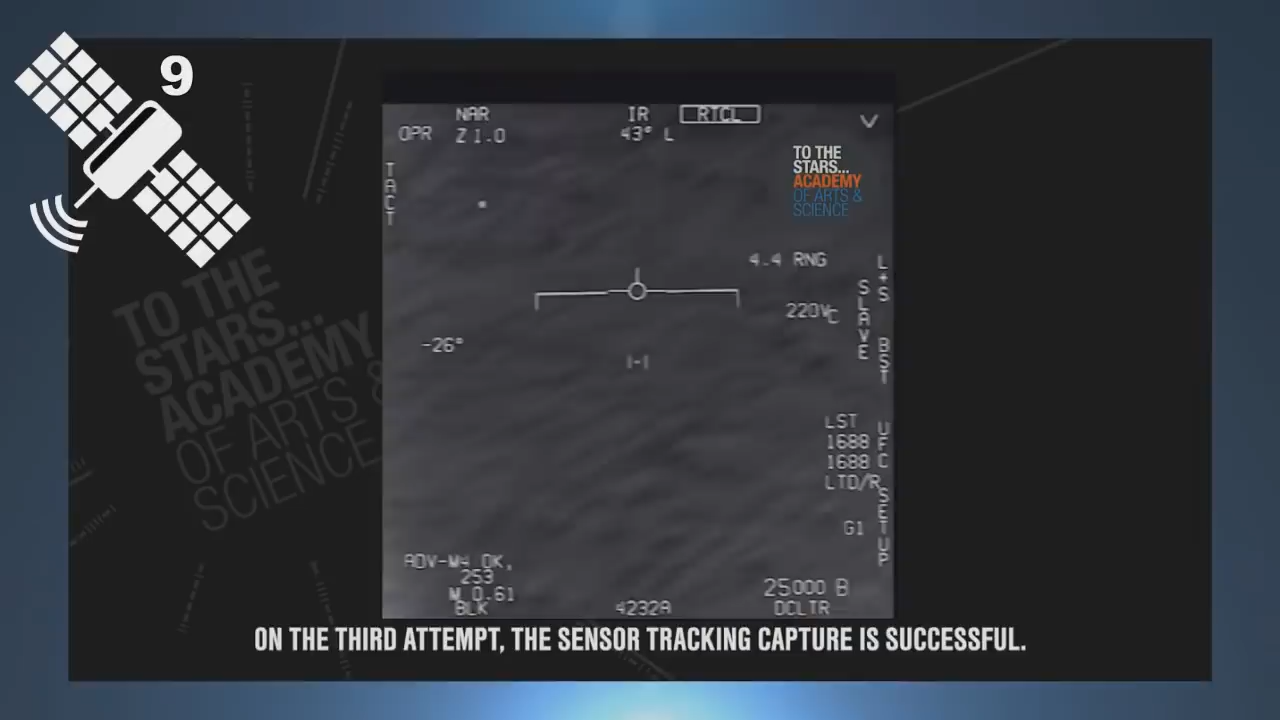 9
NAR
IR
RTCL
OPR
Z 1.0
43° L
V
TACT
TO THE
STARS...
ACADEMY
OF ARTS &
SCIENCE
4.4 RNG
L+S
SLAVE
220Vc
-26°
BST
TO THE
STARS...
ACADEMY
OF ARTS &
SCIENCE
LST
1688
1688
UFC
LTD/R
SETUP
G1
ADV-M4 OK,
253
M 0.61
BLK
4232A
25000 B
DCLTR
ON THE THIRD ATTEMPT, THE SENSOR TRACKING CAPTURE IS SUCCESSFUL.